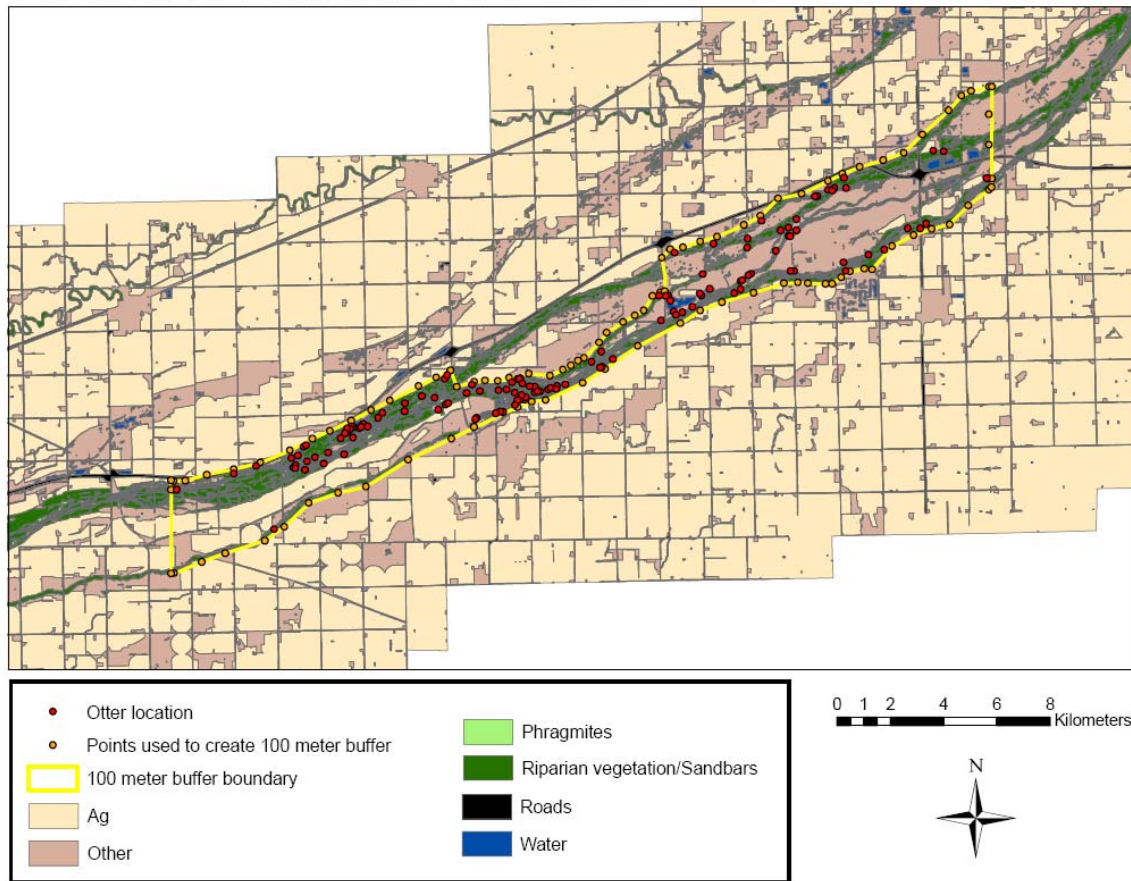 Otter location
Points used to create 100 meter buffer
100 meter buffer boundary
Ag
Other
Phragmites
Riparian vegetation/Sandbars
Roads
Water
0 1 2 4 6 8
Kilometers
N